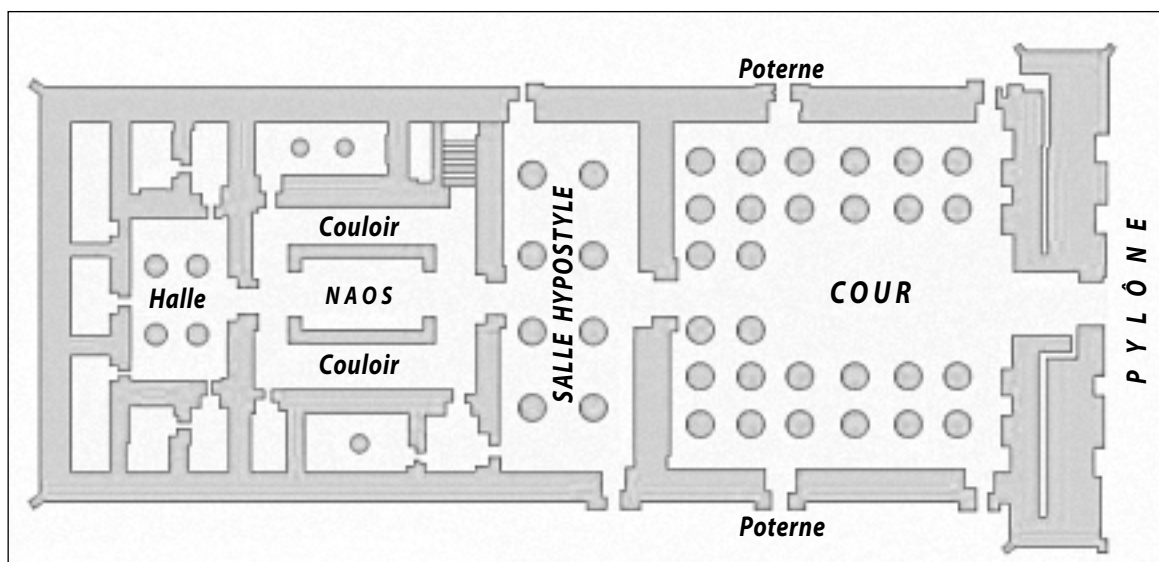 Poterne
Couloir
Halle
NAOS
SALLE HYPOSTYLE
COUR
PYLÔNE
Couloir
Poterne